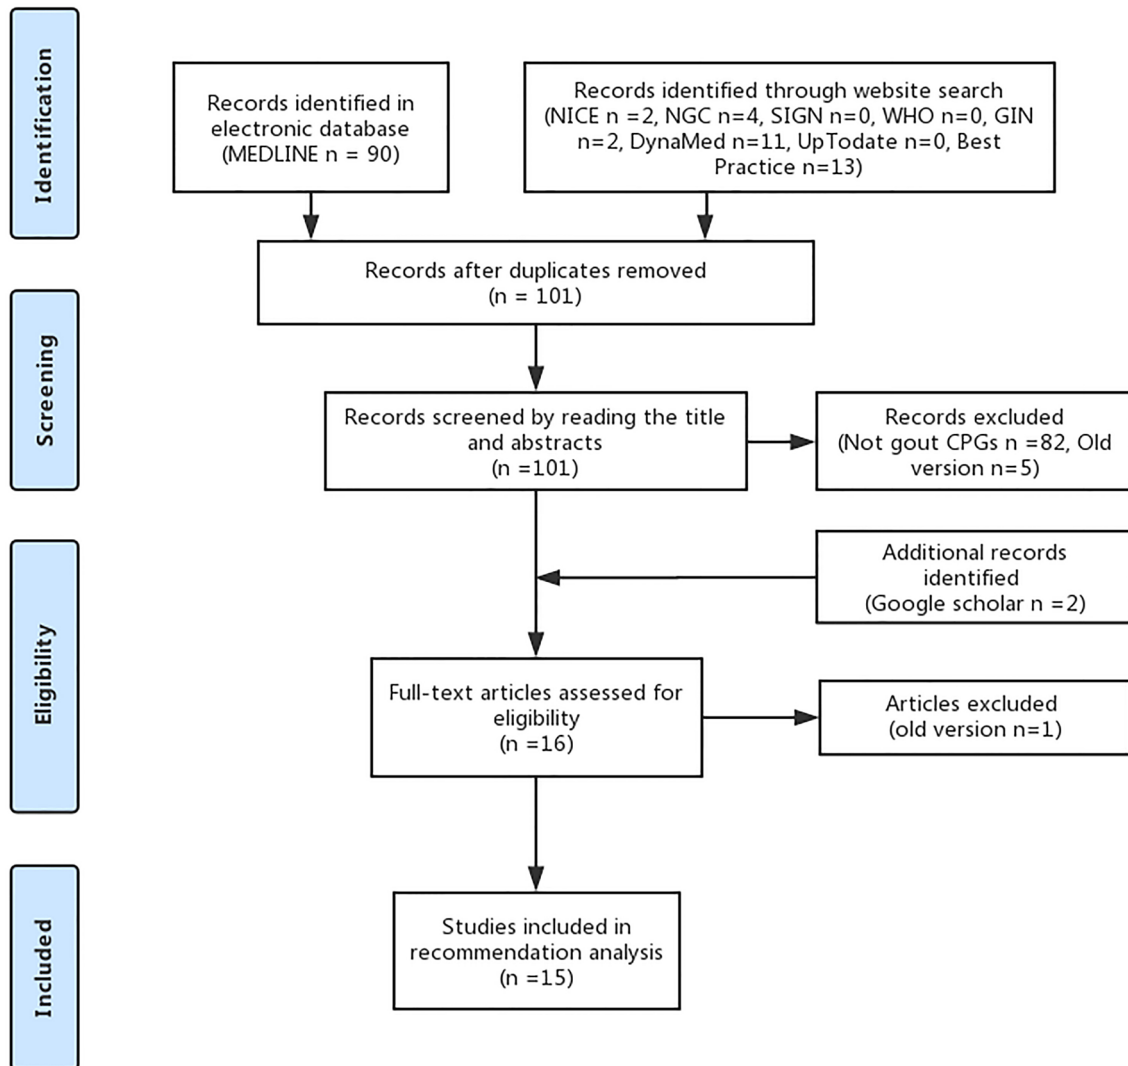 Identification
Records identified in
electronic database
(MEDLINE n = 90)
Records identified through website search
(NICE n =2, NGC n=4, SIGN n=0, WHO n=0, GIN
n=2, DynaMed n=11, UpTodate n=0, Best
Practice n=13)
Records after duplicates removed
(n = 101)
Screening
Records screened by reading the title
and abstracts
(n =101)
Records excluded
(Not gout CPGs n =82, Old
version n=5)
Eligibility
Additional records
identified
(Google scholar n =2)
Full-text articles assessed for
eligibility
(n =16)
Articles excluded
(old version n=1)
Included
Studies included in
recommendation analysis
(n =15)